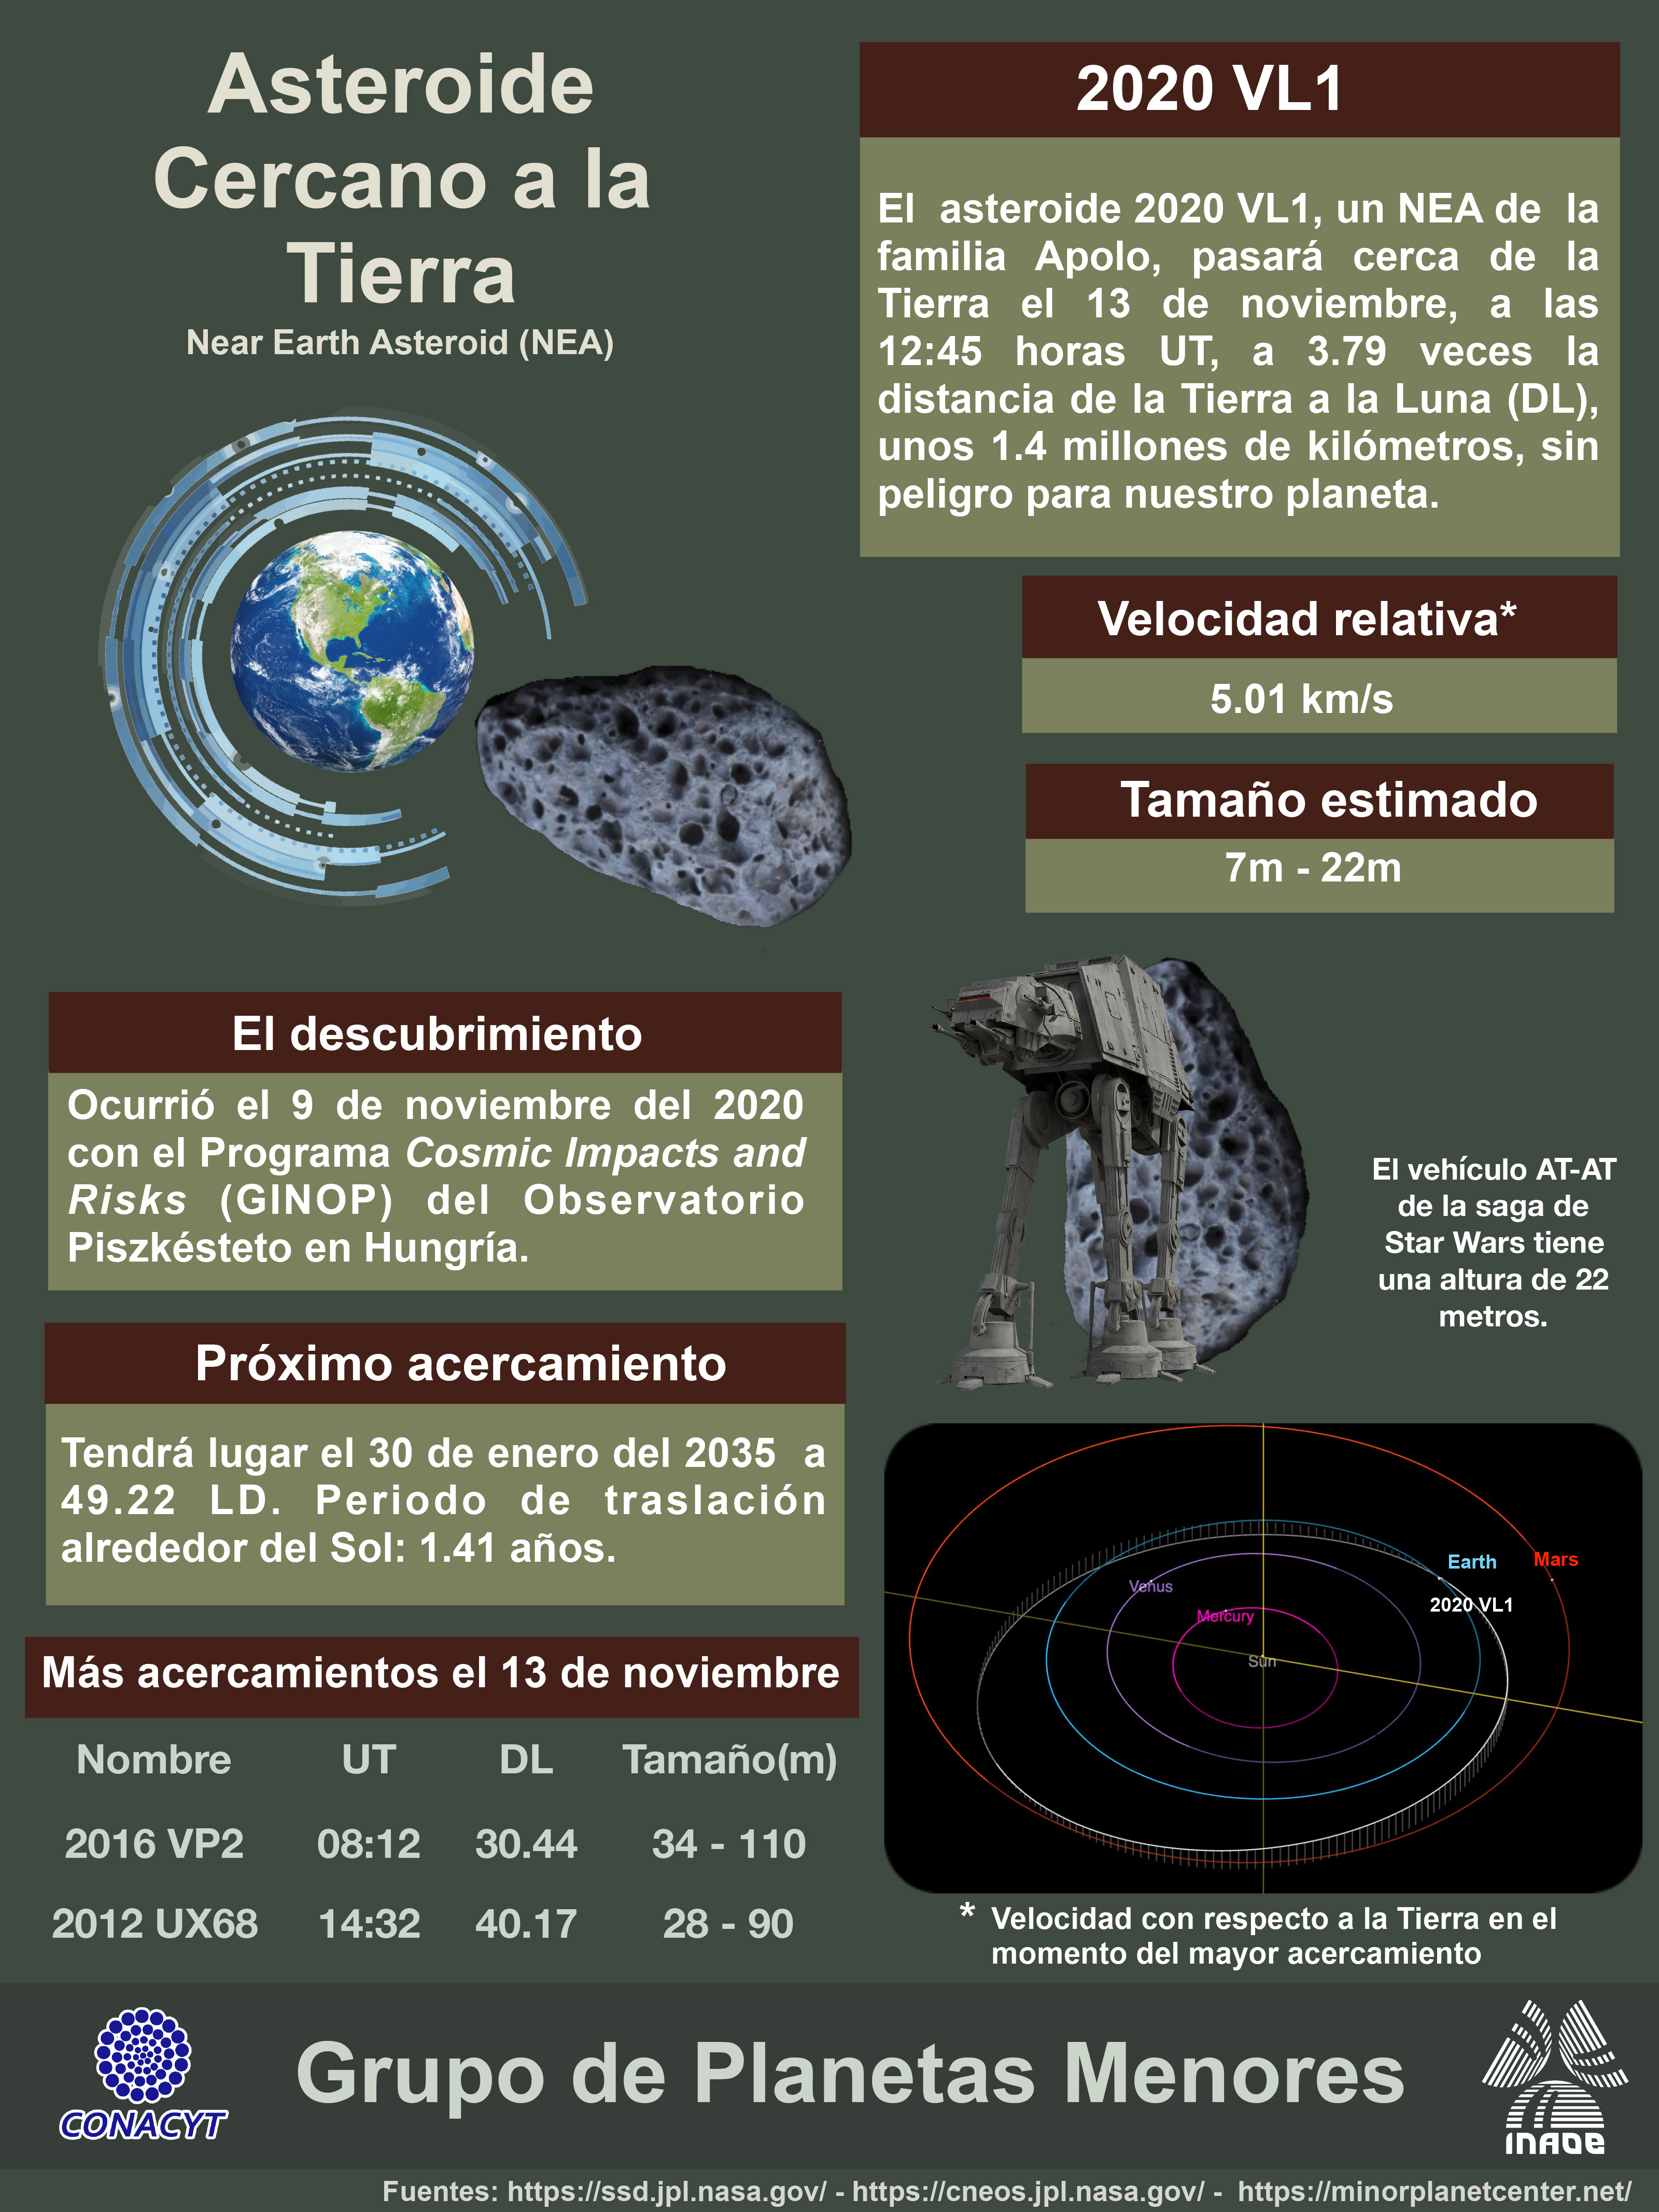 Asteroide
Cercano a la
Tierra
Near Earth Asteroid (NEA)
2020 VL1
El asteroide 2020 VL1, un NEA de la
familia Apolo, pasará cerca de la
Tierra el 13 de noviembre, a las
12:45 horas UT, a 3.79 veces la
distancia de la Tierra a la Luna (DL),
unos 1.4 millones de kilómetros, sin
peligro para nuestro planeta.
Velocidad relativa*
5.01 km/s
Tamaño estimado
7m - 22m
El descubrimiento
Ocurrió el 9 de noviembre del 2020
con el Programa Cosmic Impacts and
Risks (GINOP) del Observatorio
Piszkésteto en Hungría.
El vehículo AT-AT
de la saga de
Star Wars tiene
una altura de 22
metros.
Próximo acercamiento
Tendrá lugar el 30 de enero del 2035 a
49.22 LD. Periodo de traslación
alrededor del Sol: 1.41 años.
Earth
Mars
Venus
2020 VL1
Mercury
Sun
Más acercamientos el 13 de noviembre
Nombre UT DL Tamaño(m)
2016 VP2 08:12 30.44 34 - 110
2012 UX68 14:32 40.17 28 - 90
* Velocidad con respecto a la Tierra en el
momento del mayor acercamiento
CONACYT
Grupo de Planetas Menores
INAOE
Fuentes: https://ssd.jpl.nasa.gov/ - https://cneos.jpl.nasa.gov/ - https://minorplanetcenter.net/